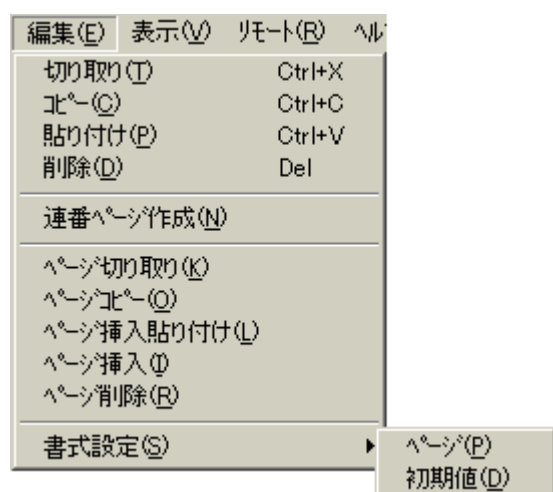 編集(E) 表示(V) リモート(R) ヘル
切り取り(T) Ctrl+X
コピー(C) Ctrl+C
貼り付け(P) Ctrl+V
削除(D) Del
連番ページ作成(N)
ページ切り取り(K)
ページコピー(O)
ページ挿入貼り付け(L)
ページ挿入(I)
ページ削除(R)
書式設定(S)
ページ(P)
初期値(D)